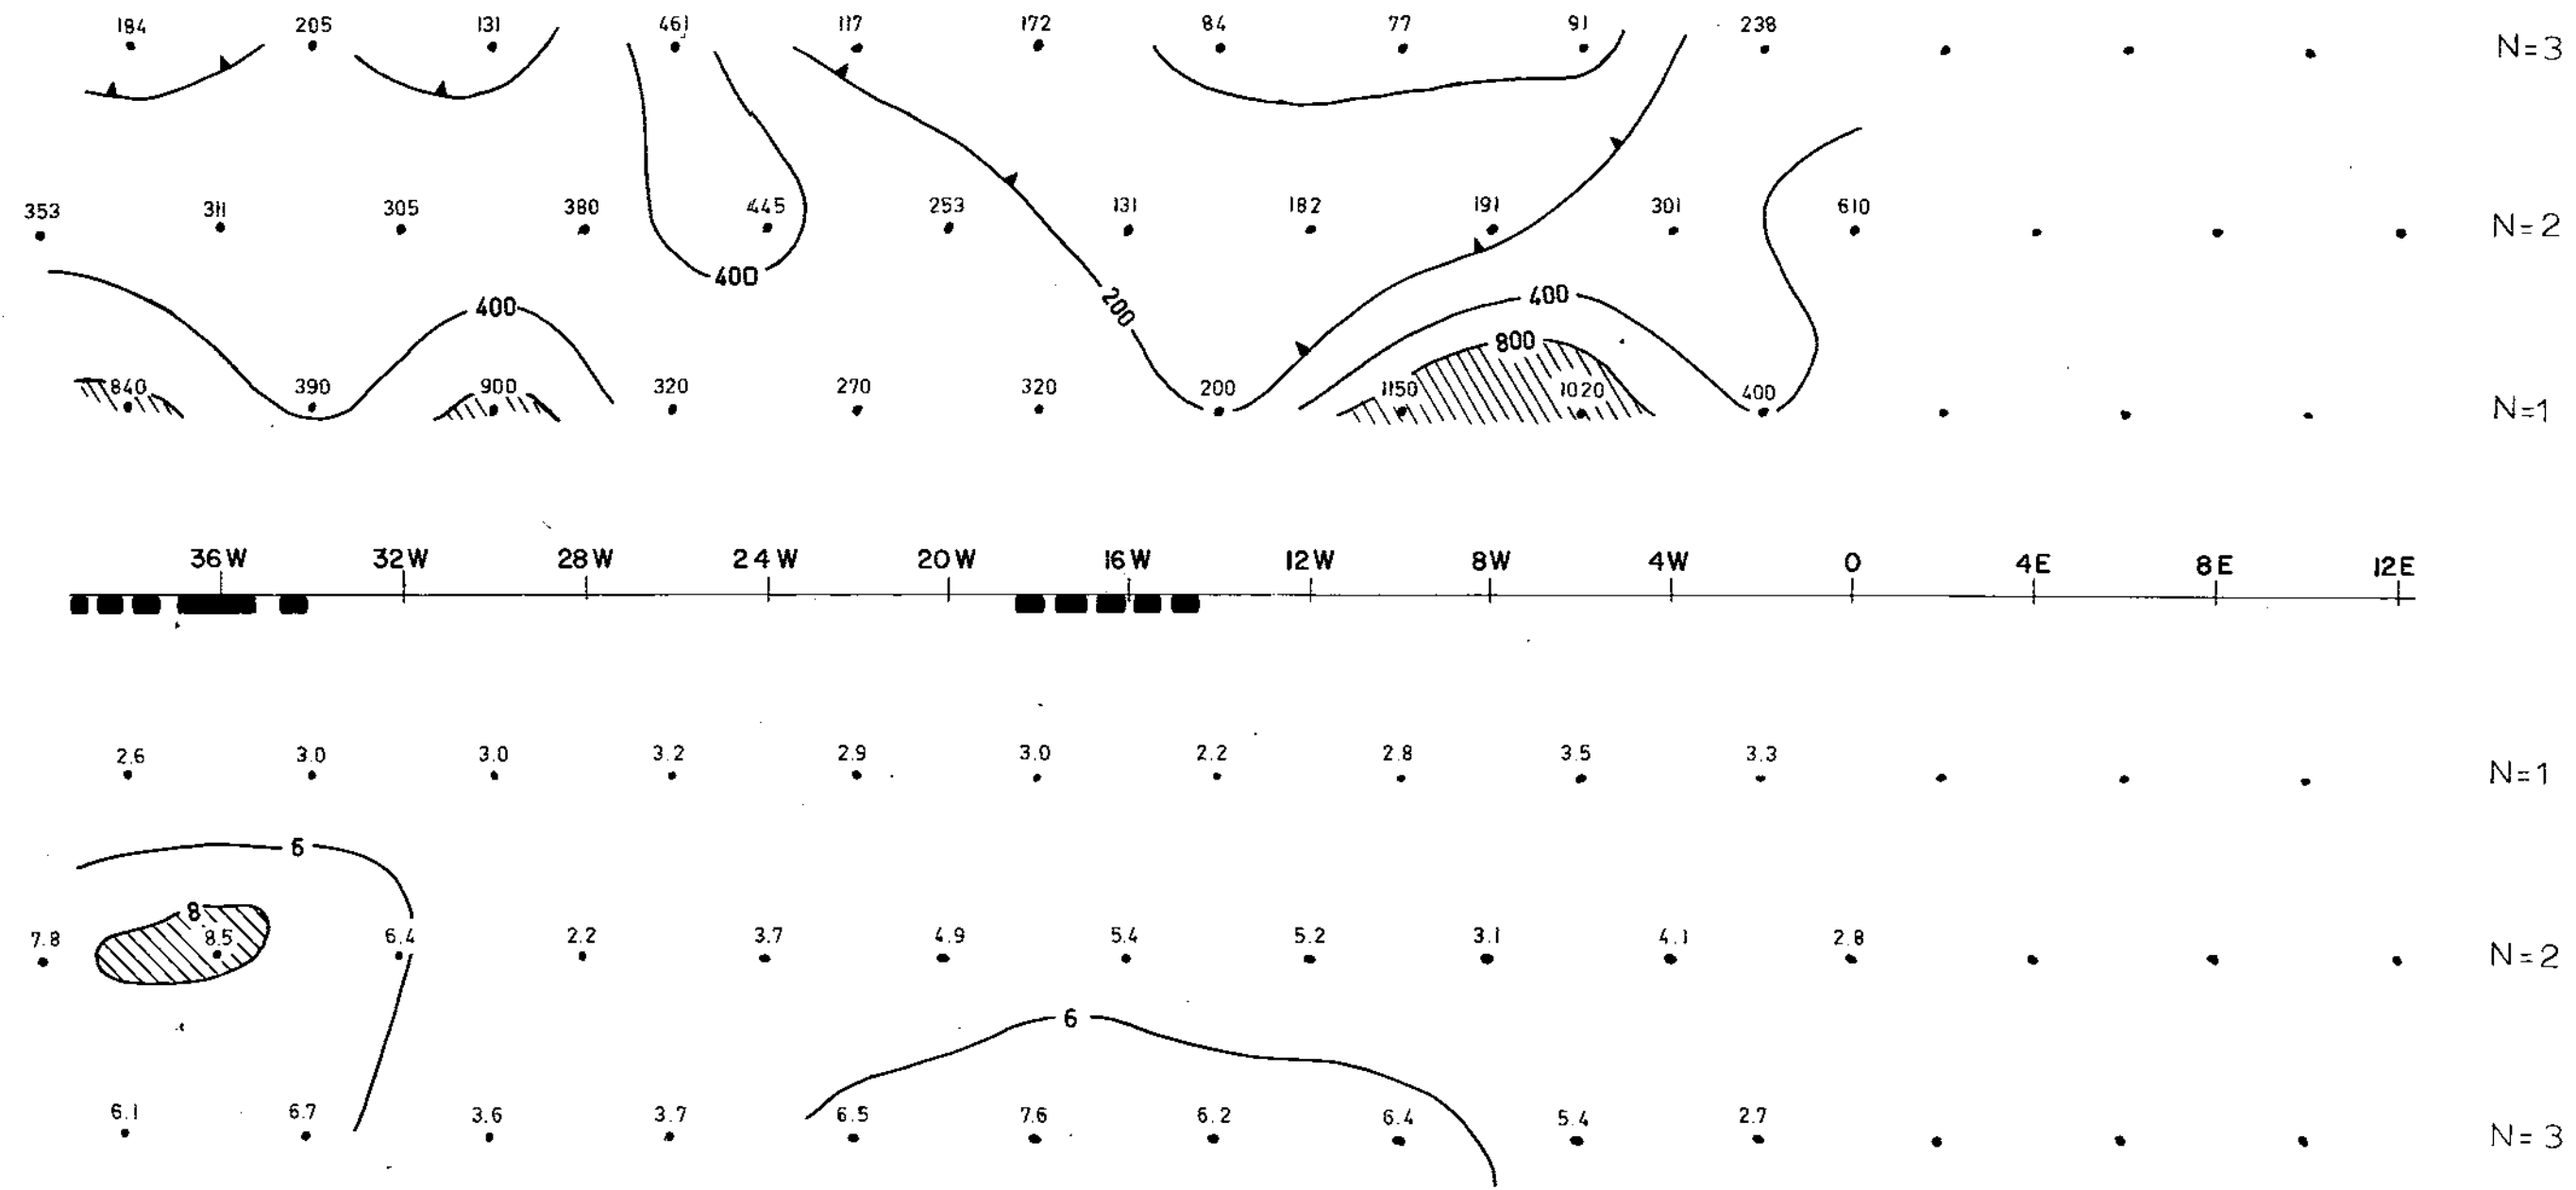 184 205 131 461 117 172 84 77 91 238 N=3
353 311 305 380 445 253 131 182 191 301 610 N=2
400
400 200 400
800
840 390 900 320 270 320 200 1150 1020 400 N=1
36W 32W 28W 24W 20W 16W 12W 8W 4W 0 4E 8E 12E
2.6 3.0 3.0 3.2 2.9 3.0 2.2 2.8 3.5 3.3 N=1
6
8
7.8 8.5 6.4 2.2 3.7 4.9 5.4 5.2 3.1 4.1 2.8 N=2
6
6.1 6.7 3.6 3.7 6.5 7.6 6.2 6.4 5.4 2.7 N=3